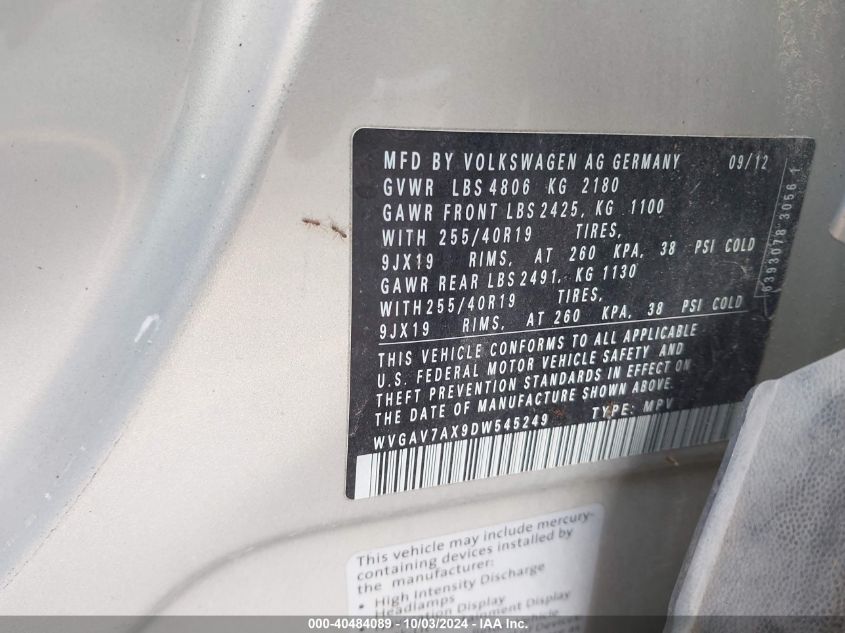 MFD BY VOLKSWAGEN AG GERMANY 09/12
GVWR LBS 4806 KG 2180
GAWR FRONT LBS 2425, KG 1100
WITH 255/40R19 TIRES,
9JX19 RIMS, AT 260 KPA, 38 PSI COLD
GAWR REAR LBS 2491, KG 1130
WITH 255/40R19 TIRES,
9JX19 RIMS, AT 260 KPA, 38 PSI COLD
THIS VEHICLE CONFORMS TO ALL APPLICABLE
U.S. FEDERAL MOTOR VEHICLE SAFETY AND
THEFT PREVENTION STANDARDS IN EFFECT ON
THE DATE OF MANUFACTURE SHOWN ABOVE.
WVGAV7AX9DW545249 TYPE: MPV
6393078 3056 1
This vehicle may include mercury-
containing devices installed by
the manufacturer:
• High Intensity Discharge
Headlamps
Display
Display
Devices
000-40484089 - 10/03/2024 - IAA Inc.